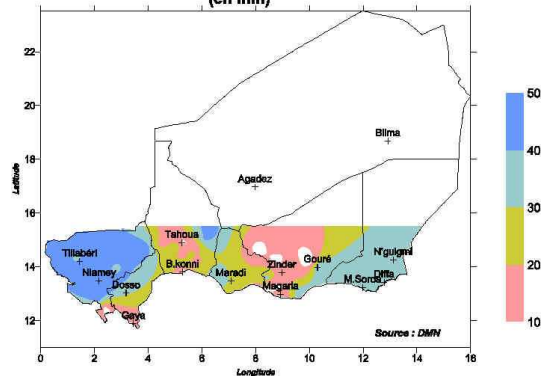 (en mm)
22
20
18
16
14
12
Latitude
0
2
4
6
8
10
12
14
16
Longitude
Bilma
Agadez
Tahoua
Tillabéri
B.konni
N'guigmi
Niamey
Zinder
Gouré
Maradi
Diffa
Dosso
M.Soroa
Magaria
Gaya
Source : DMN
50
40
30
20
10